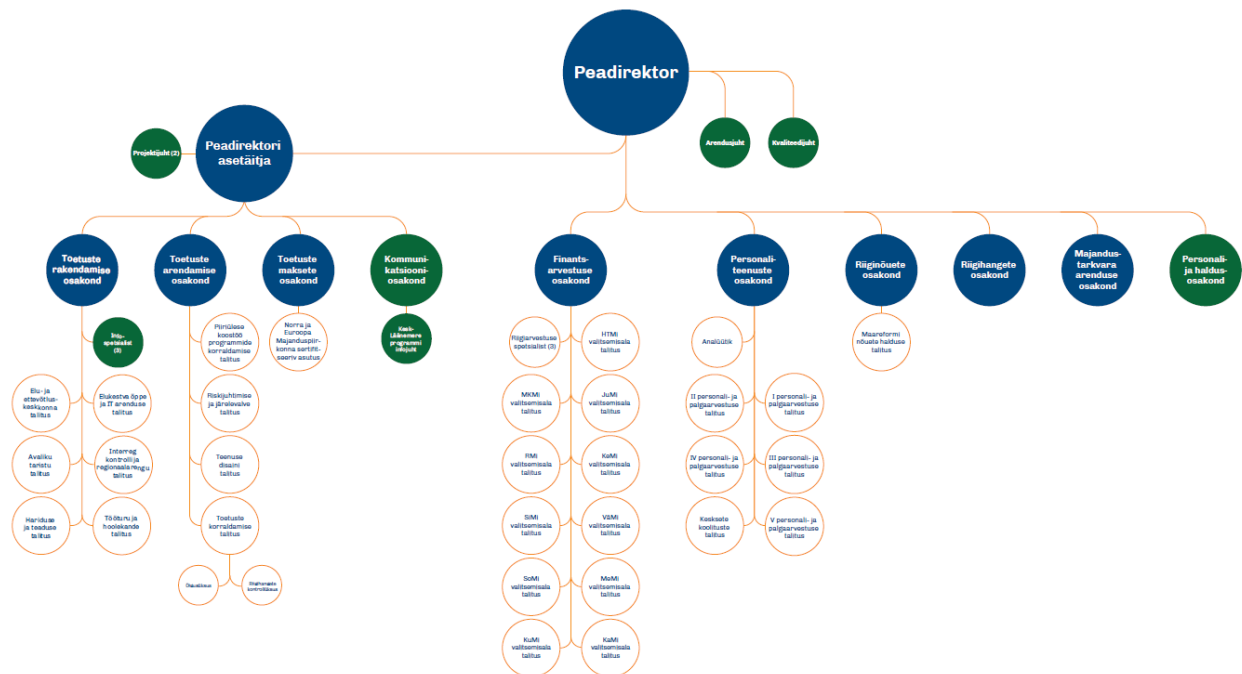 Peadirektor
Arendusjuht
Kvaliteedijuht
Projektijuht (2)
Peadirektori
asetäitja
Toetuste
rakendamise
osakond
Toetuste
arendamise
osakond
Toetuste
maksete
osakond
Kommuni-
katsiooni-
osakond
Finants-
arvestuse
osakond
Personali-
teenuste
osakond
Riiginõuete
osakond
Riigihangete
osakond
Majandus-
tarkvara
arenduse
osakond
Personali-
ja haldus-
osakond
spetsialist
(3)
Elu- ja
ettevõtlus-
keskkonna
talitus
Elukestva õppe
ja IT arenduse
talitus
Avaliku
taristu
talitus
Interreg
kontrolli ja
regionaalarengu
talitus
Hariduse
ja teaduse
talitus
Tööturu ja
hoolekande
talitus
Piiriülese
koostöö
programmide
korraldamise
talitus
Riskijuhtimise
ja järelevalve
talitus
Teenuse
disaini
talitus
Toetuste
korraldamise
talitus
Norra ja
Euroopa
Majanduspiir-
konna sertifit-
seeriv asutus
Kesk-
Läänemere
programmi
infojuht
Riigiarvestuse
spetsialist (3)
HTMi
valitsemisala
talitus
MKMi
valitsemisala
talitus
JuMi
valitsemisala
talitus
RMi
valitsemisala
talitus
KeMi
valitsemisala
talitus
SiMi
valitsemisala
talitus
VäMi
valitsemisala
talitus
SoMi
valitsemisala
talitus
MeMi
valitsemisala
talitus
KuMi
valitsemisala
talitus
KaMi
valitsemisala
talitus
Analüütik
II personali- ja
palgaarvestuse
talitus
I personali- ja
palgaarvestuse
talitus
IV personali- ja
palgaarvestuse
talitus
III personali- ja
palgaarvestuse
talitus
Kesksete
koolituste
talitus
V personali- ja
palgaarvestuse
talitus
Maareformi
nõuete halduse
talitus